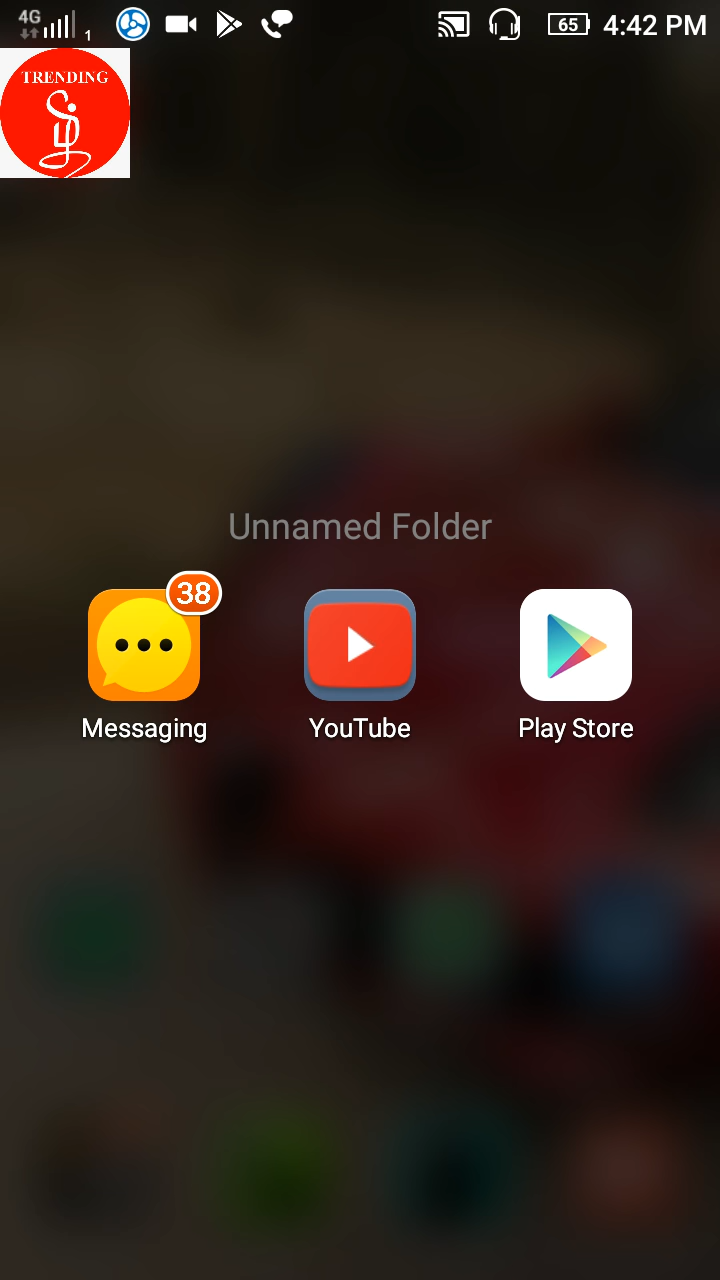 4G 1 65 4:42 PM
TRENDING
Unnamed Folder
38
Messaging YouTube Play Store